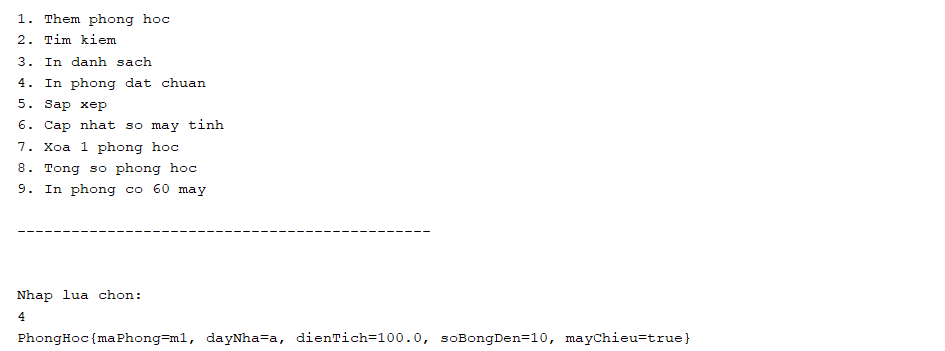 1. Them phong hoc
2. Tim kiem
3. In danh sach
4. In phong dat chuan
5. Sap xep
6. Cap nhat so may tinh
7. Xoa 1 phong hoc
8. Tong so phong hoc
9. In phong co 60 may
----------------------------------------------
Nhap lua chon:
4
PhongHoc{maPhong=m1, dayNha=a, dienTich=100.0, soBongDen=10, mayChieu=true}